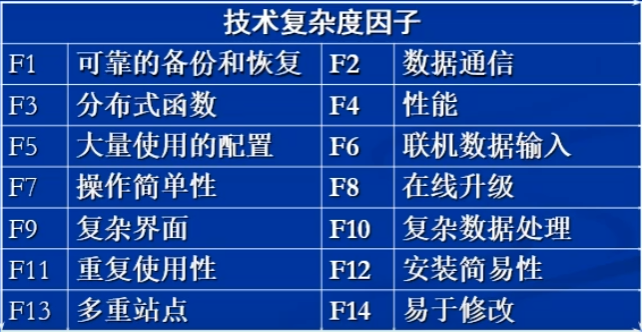 技术复杂度因子
F1 可靠的备份和恢复 F2 数据通信
F3 分布式函数 F4 性能
F5 大量使用的配置 F6 联机数据输入
F7 操作简单性 F8 在线升级
F9 复杂界面 F10 复杂数据处理
F11 重复使用性 F12 安装简易性
F13 多重站点 F14 易于修改